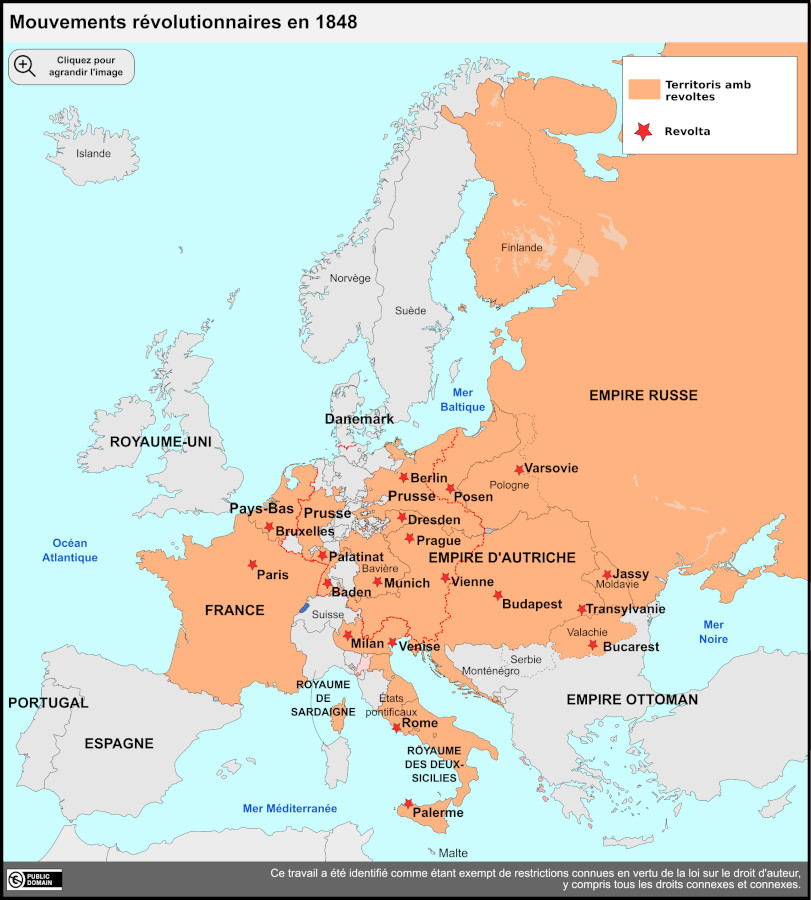 Mouvements révolutionnaires en 1848
Cliquez pour
agrandir l'image
Territoris amb
revoltes
Revolta
Islande
Finlande
Norvège
Suède
EMPIRE RUSSE
Mer
Baltique
Danemark
ROYAUME-UNI
Varsovie
Berlin
Pologne
Prusse
Posen
Pays-Bas
Prusse
Dresden
Bruxelles
Prague
Océan
Atlantique
Palatinat
EMPIRE D'AUTRICHE
Bavière
Paris
Jassy
Munich
Vienne
Moldavie
Baden
Budapest
FRANCE
Transylvanie
Suisse
Mer
Noire
Valachie
Milan
Venise
Bucarest
Serbie
Monténégro
ROYAUME
DE
SARDAIGNE
États
pontificaux
PORTUGAL
EMPIRE OTTOMAN
Rome
ESPAGNE
ROYAUME
DES DEUX-
SICILIES
Mer Méditerranée
Palerme
Malte
PUBLIC
DOMAIN
Ce travail a été identifié comme étant exempt de restrictions connues en vertu de la loi sur le droit d'auteur,
y compris tous les droits connexes et connexes.